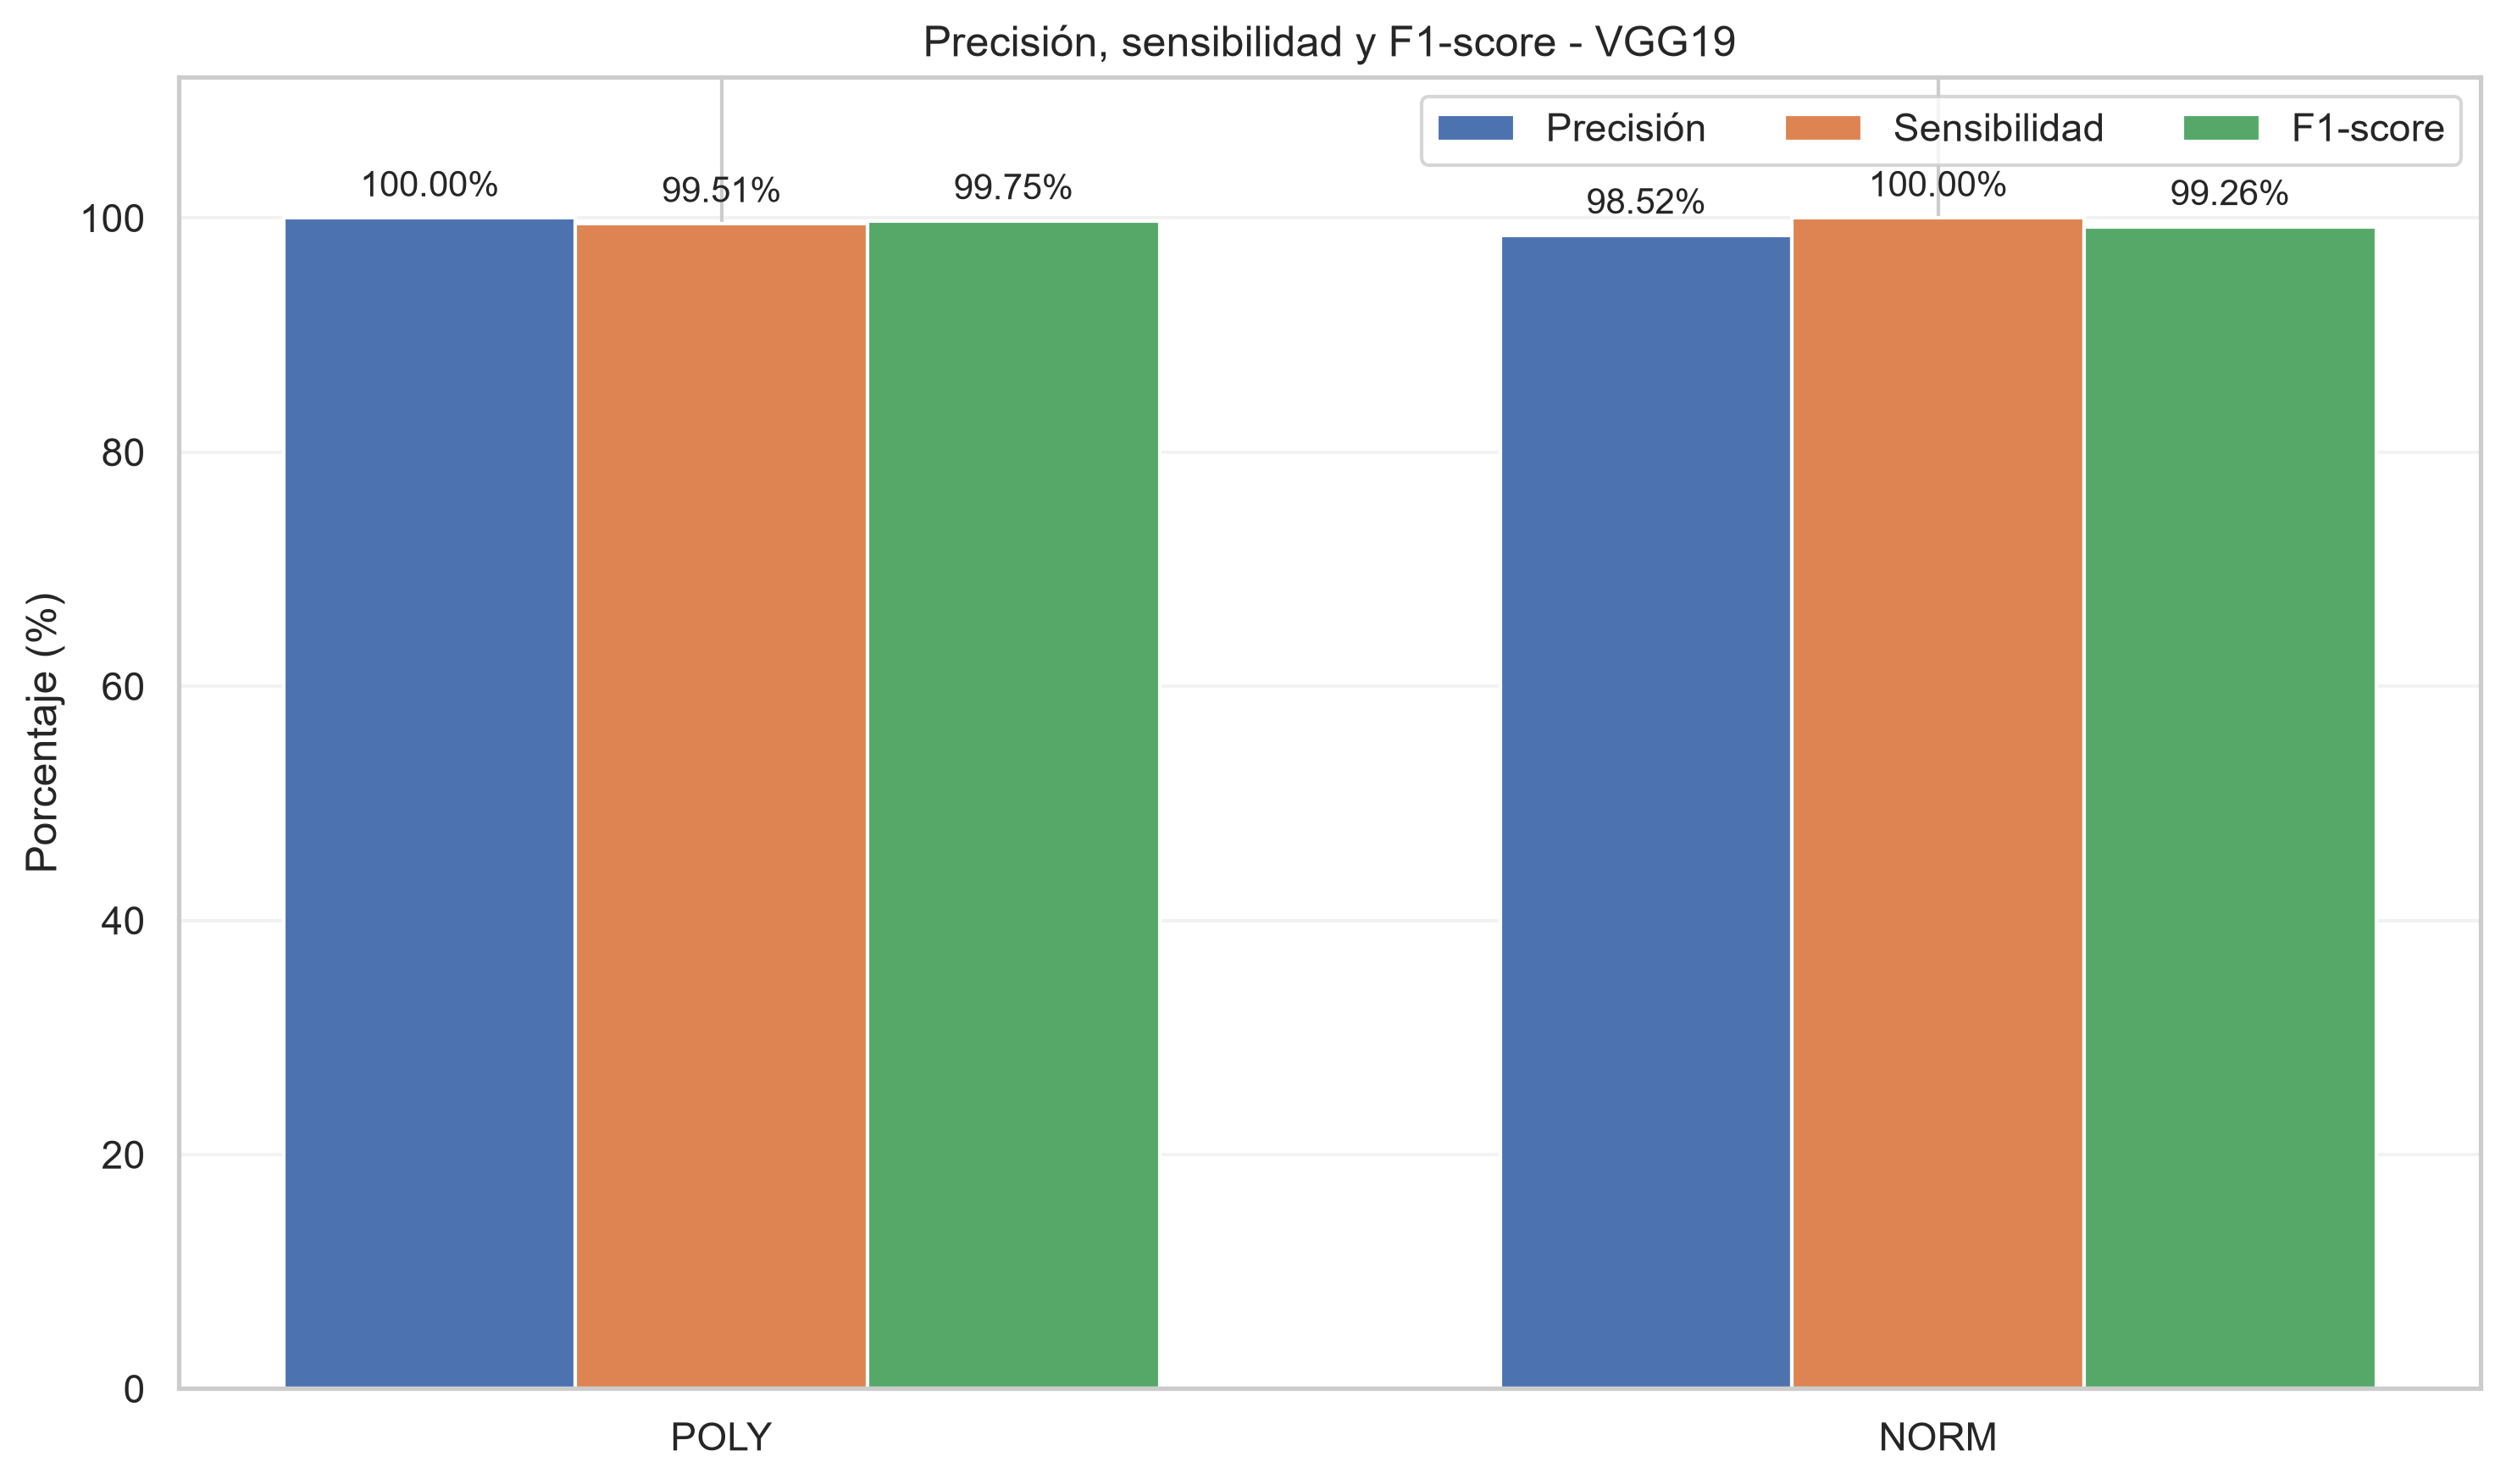 Precisión, sensibilidad y F1-score - VGG19
Precisión Sensibilidad F1-score
100.00% 99.51% 99.75% 98.52% 100.00% 99.26%
100
80
60
40
20
0
Porcentaje (%)
POLY NORM